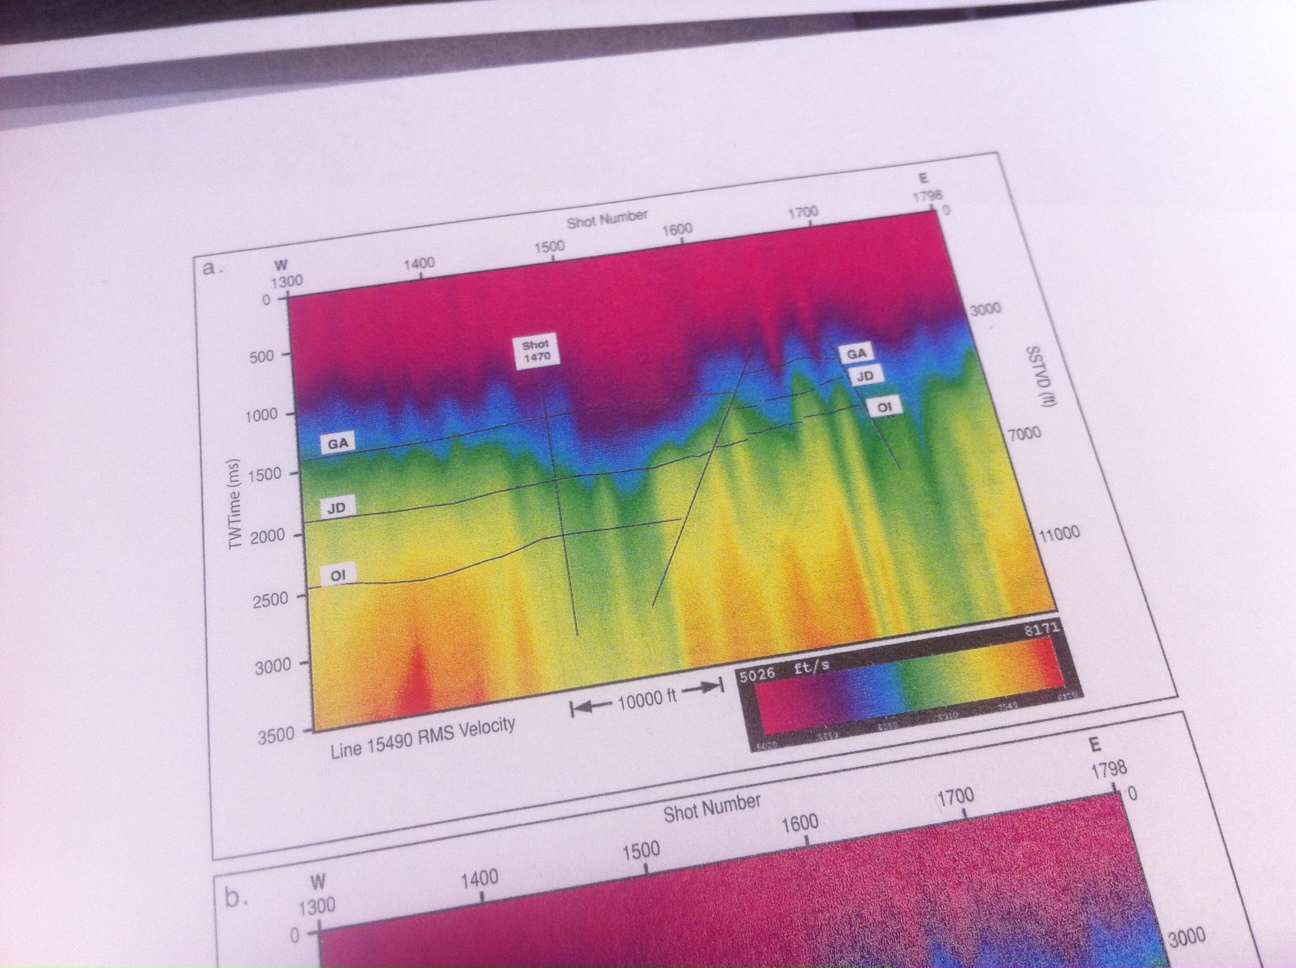 a.
Shot Number
W
E
1300
1400
1500
1600
1700
1798
0
0
500
1000
1500
2000
2500
3000
3500
TWTime (ms)
3000
7000
11000
SSTVD (ft)
Shot
1470
GA
JD
OI
GA
JD
OI
Line 15490 RMS Velocity
10000 ft
5026 ft/s
8171
b.
Shot Number
W
E
1300
1400
1500
1600
1700
1798
0
0
3000